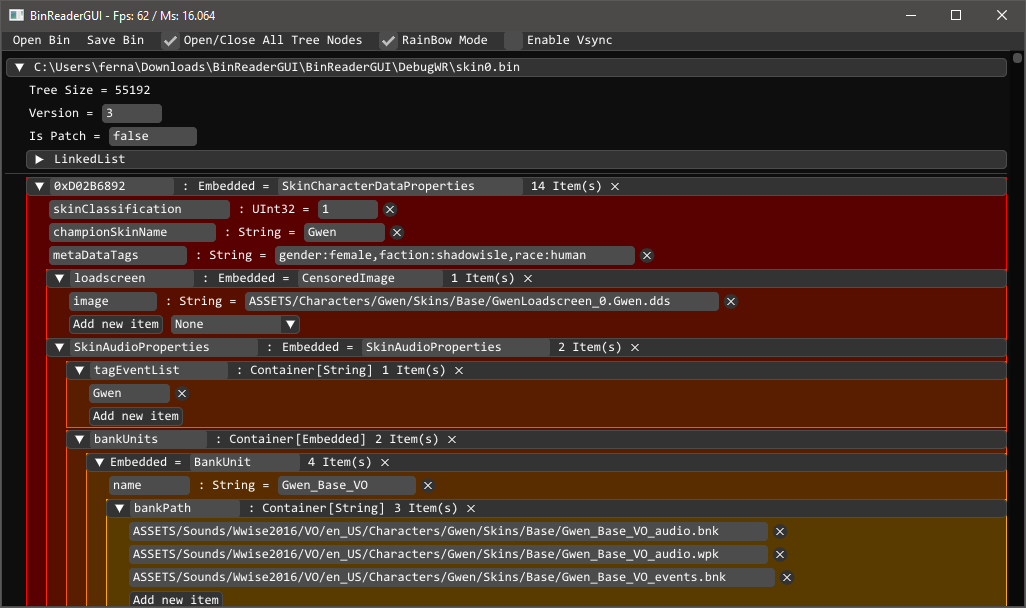 BinReaderGUI - Fps: 62 / Ms: 16.064
Open Bin Save Bin Open/Close All Tree Nodes RainBow Mode Enable Vsync
C:\Users\ferna\Downloads\BinReaderGUI\BinReaderGUI\DebugWR\skin0.bin
Tree Size = 55192
Version = 3
Is Patch = false
LinkedList
0xD02B6892 : Embedded = SkinCharacterDataProperties 14 Item(s)
skinClassification : UInt32 = 1
championSkinName : String = Gwen
metaDataTags : String = gender:female,faction:shadowisle,race:human
loadscreen : Embedded = CensoredImage 1 Item(s)
image : String = ASSETS/Characters/Gwen/Skins/Base/GwenLoadscreen_0.Gwen.dds
Add new item None
SkinAudioProperties : Embedded = SkinAudioProperties 2 Item(s)
tagEventList : Container[String] 1 Item(s)
Gwen
Add new item
bankUnits : Container[Embedded] 2 Item(s)
Embedded = BankUnit 4 Item(s)
name : String = Gwen_Base_VO
bankPath : Container[String] 3 Item(s)
ASSETS/Sounds/Wwise2016/VO/en_US/Characters/Gwen/Skins/Base/Gwen_Base_VO_audio.bnk
ASSETS/Sounds/Wwise2016/VO/en_US/Characters/Gwen/Skins/Base/Gwen_Base_VO_audio.wpk
ASSETS/Sounds/Wwise2016/VO/en_US/Characters/Gwen/Skins/Base/Gwen_Base_VO_events.bnk
Add new item